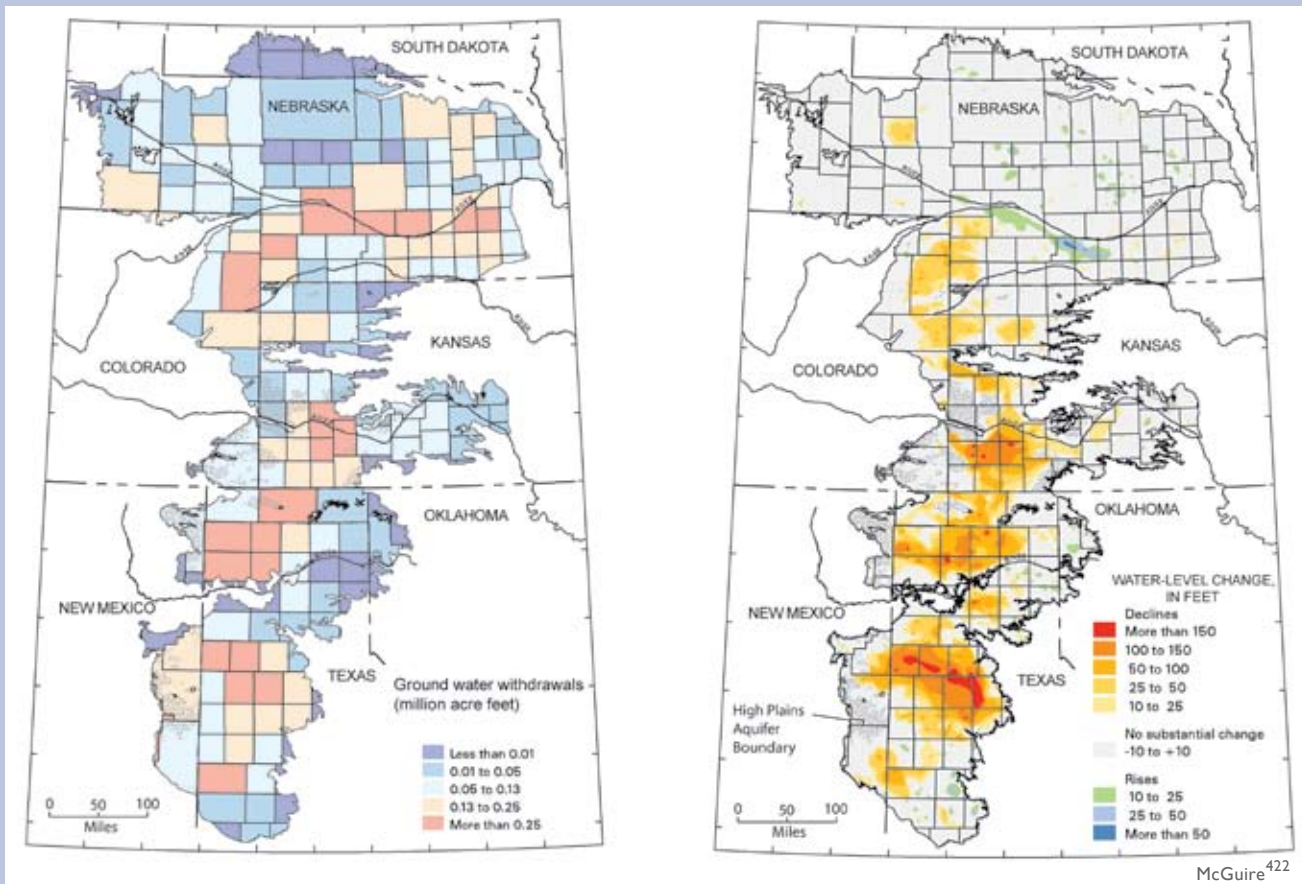 SOUTH DAKOTA
NEBRASKA
COLORADO
KANSAS
OKLAHOMA
NEW MEXICO
TEXAS
Ground water withdrawals
(million acre feet)
Less than 0.01
0.01 to 0.05
0.05 to 0.13
0.13 to 0.25
More than 0.25
0 50 100
Miles
SOUTH DAKOTA
NEBRASKA
COLORADO
KANSAS
OKLAHOMA
NEW MEXICO
TEXAS
High Plains
Aquifer
Boundary
WATER-LEVEL CHANGE,
IN FEET
Declines
More than 150
100 to 150
50 to 100
25 to 50
10 to 25
No substantial change
-10 to +10
Rises
10 to 25
25 to 50
More than 50
0 50 100
Miles
McGuire422